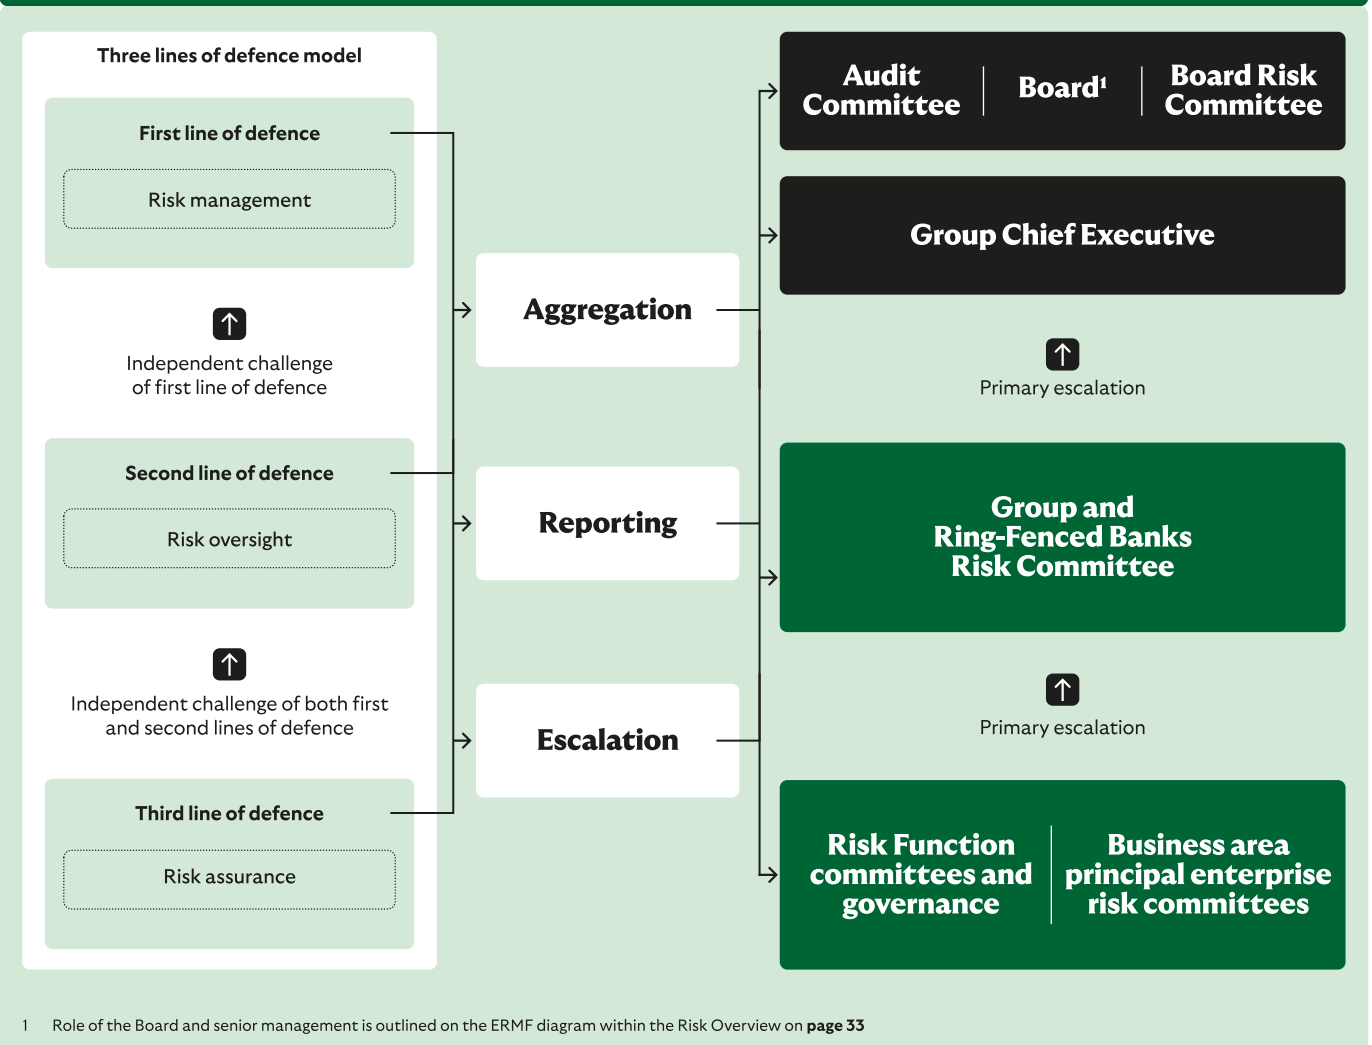 Three lines of defence model
First line of defence
Risk management
Independent challenge
of first line of defence
Second line of defence
Risk oversight
Independent challenge of both first
and second lines of defence
Third line of defence
Risk assurance
Aggregation
Reporting
Escalation
Audit
Committee
Board¹
Board Risk
Committee
Group Chief Executive
Primary escalation
Group and
Ring-Fenced Banks
Risk Committee
Primary escalation
Risk Function
committees and
governance
Business area
principal enterprise
risk committees
1 Role of the Board and senior management is outlined on the ERMF diagram within the Risk Overview on page 33